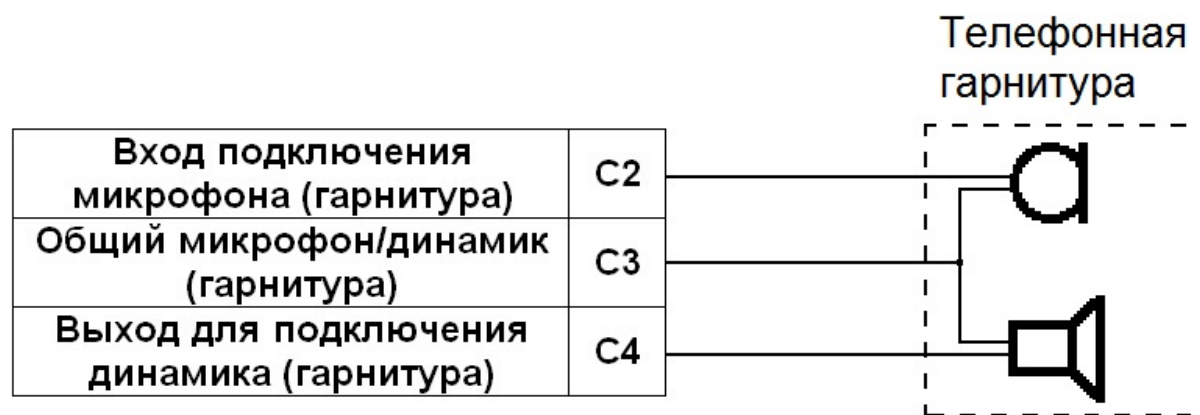 Телефонная
гарнитура
Вход подключения
микрофона (гарнитура)
C2
Общий микрофон/динамик
(гарнитура)
C3
Выход для подключения
динамика (гарнитура)
C4